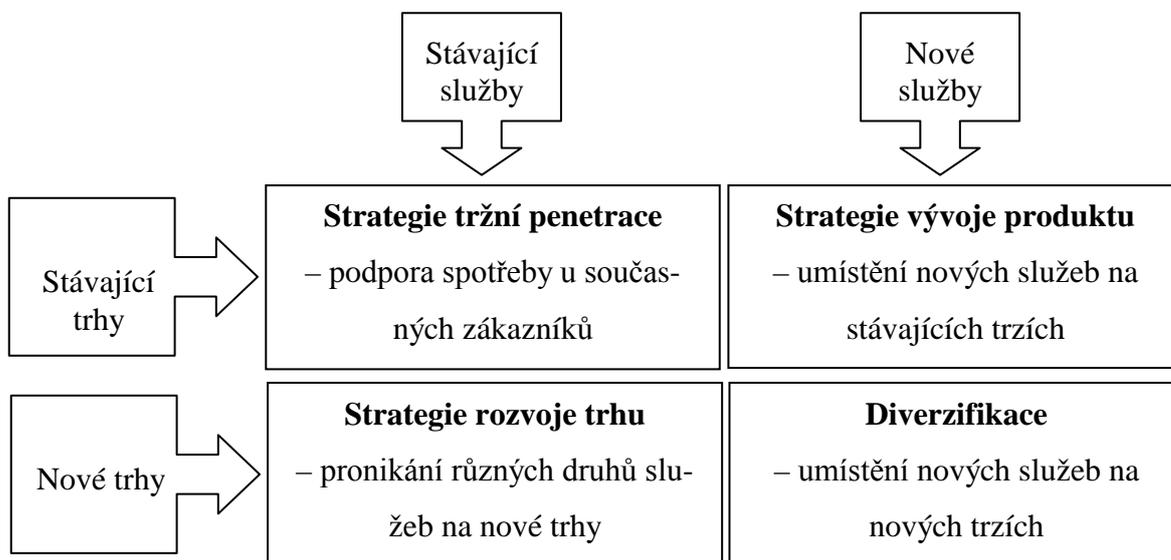 Stávající
služby
Nové
služby
Stávající
trhy
Strategie tržní penetrace
– podpora spotřeby u součas-
ných zákazníků
Strategie vývoje produktu
– umístění nových služeb na
stávajících trzích
Nové trhy
Strategie rozvoje trhu
– pronikání různých druhů slu-
žeb na nové trhy
Diverzifikace
– umístění nových služeb na
nových trzích